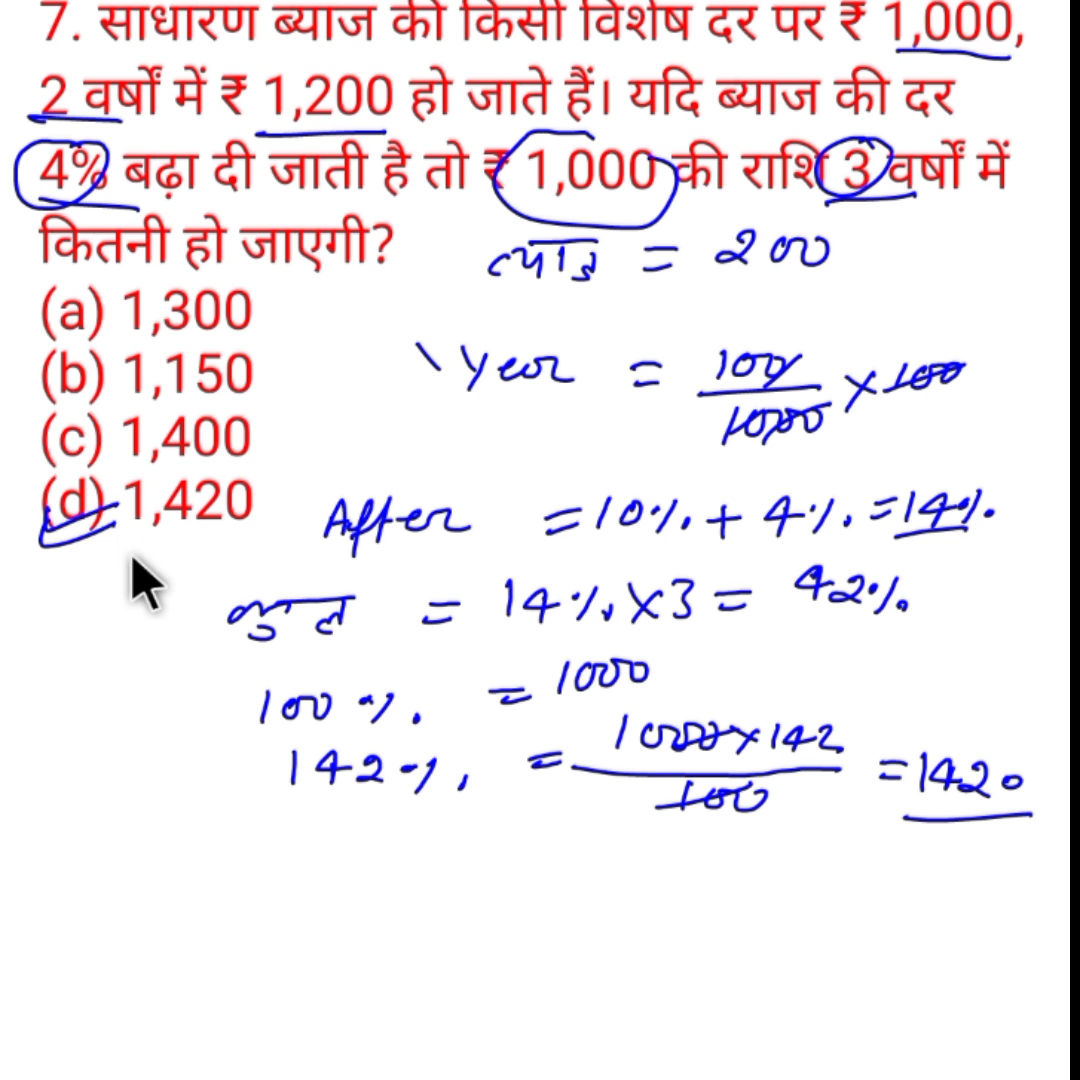 7. साधारण ब्याज की किसी विशेष दर पर ₹ 1,000,
2 वर्षों में ₹ 1,200 हो जाते हैं। यदि ब्याज की दर
4% बढ़ा दी जाती है तो ₹ 1,000 की राशि 3 वर्षों में
कितनी हो जाएगी?
ब्याज = 200
(a) 1,300
(b) 1,150
1 Year = 100/1000 × 100
(c) 1,400
(d) 1,420
After = 10% + 4% = 14%
कुल = 14% × 3 = 42%
100% = 1000
142% = 1000 × 142/100 = 1420